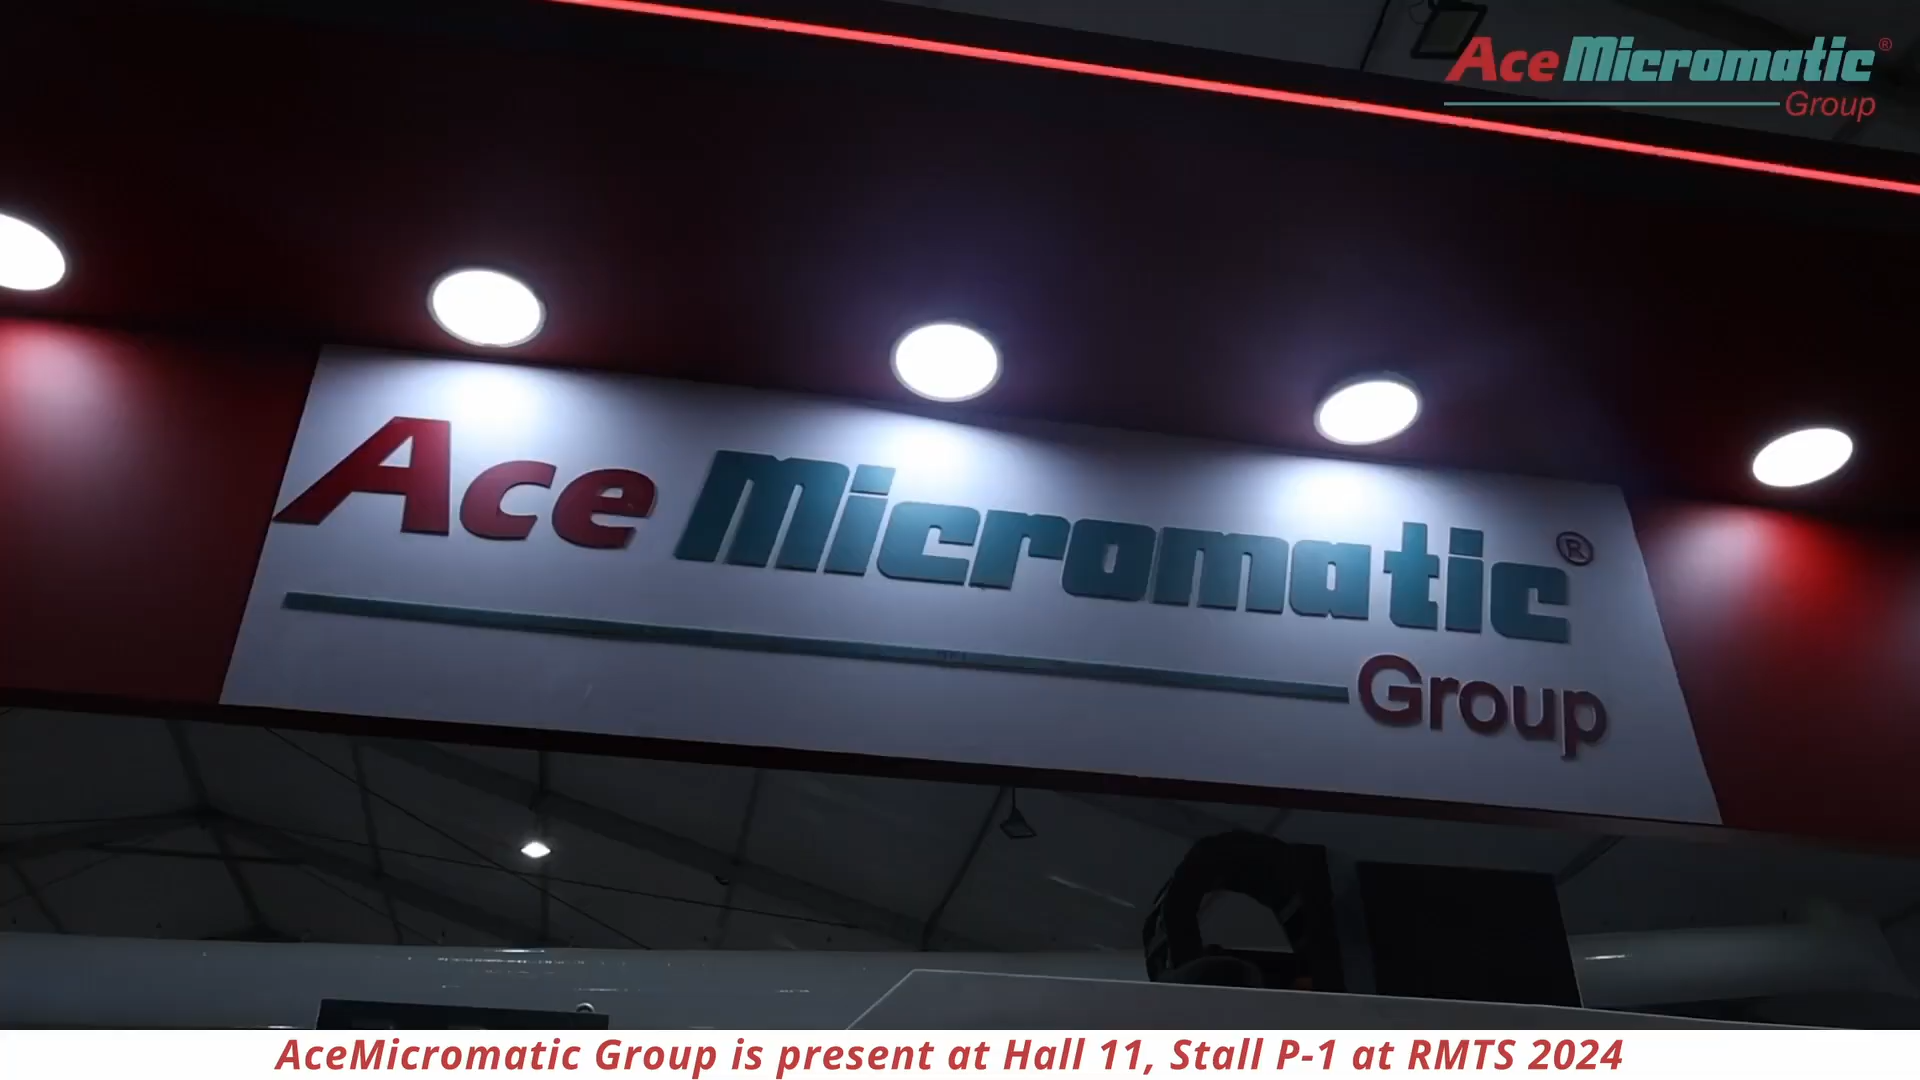 Ace Micromatic®
Group
Ace Micromatic®
Group
AceMicromatic Group is present at Hall 11, Stall P-1 at RMTS 2024